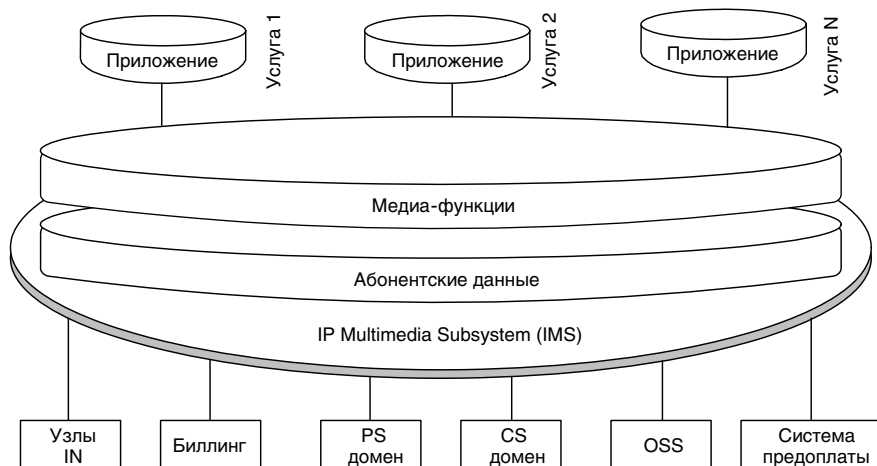 Приложение
Услуга 1
Приложение
Услуга 2
Приложение
Услуга N
Медиа-функции
Абонентские данные
IP Multimedia Subsystem (IMS)
Узлы
IN
Биллинг
PS
домен
CS
домен
OSS
Система
предоплаты